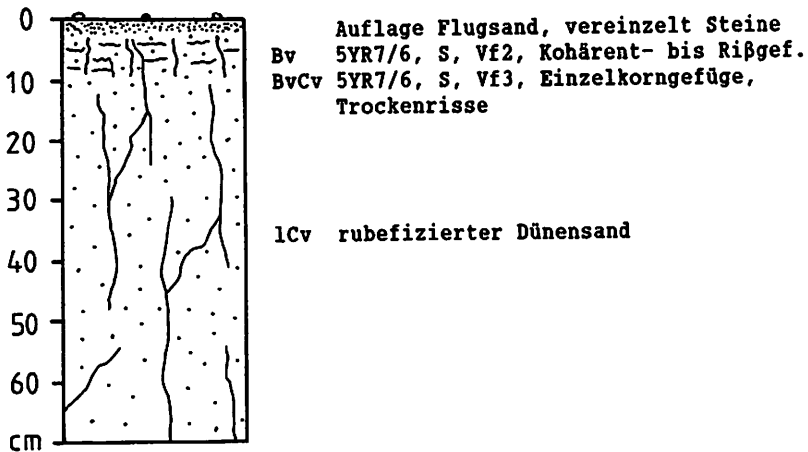 0
10
20
30
40
50
60
cm
Auflage Flugsand, vereinzelt Steine
Bv 5YR7/6, S, Vf2, Kohärent- bis Rißgef.
BvCv 5YR7/6, S, Vf3, Einzelkorngefüge,
Trockenrisse
lCv rubefizierter Dünensand